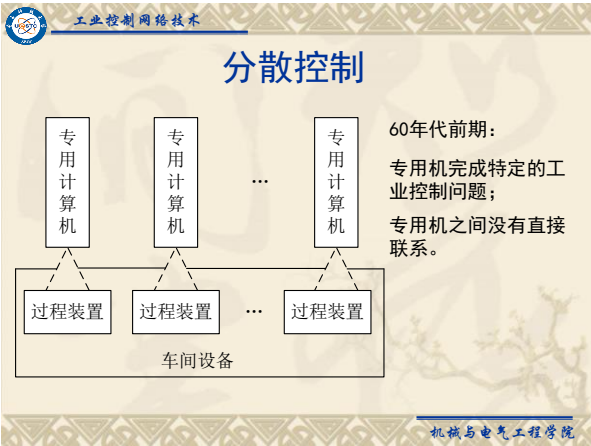 工业控制网络技术
分散控制
专用计算机
专用计算机
...
专用计算机
过程装置
过程装置
...
过程装置
车间设备
60年代前期：
专用机完成特定的工
业控制问题；
专用机之间没有直接
联系。
机械与电气工程学院